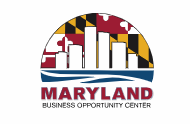 MARYLAND
BUSINESS OPPORTUNITY CENTER